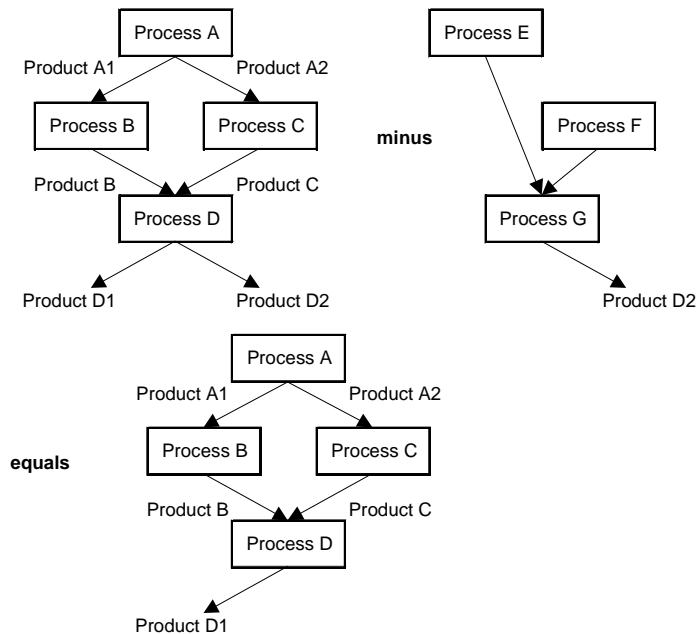 Process A
Process E
Product A1
Product A2
Process B
Process C
minus
Process F
Product B
Product C
Process D
Process G
Product D1
Product D2
Product D2
Process A
Product A1
Product A2
equals
Process B
Process C
Product B
Product C
Process D
Product D1